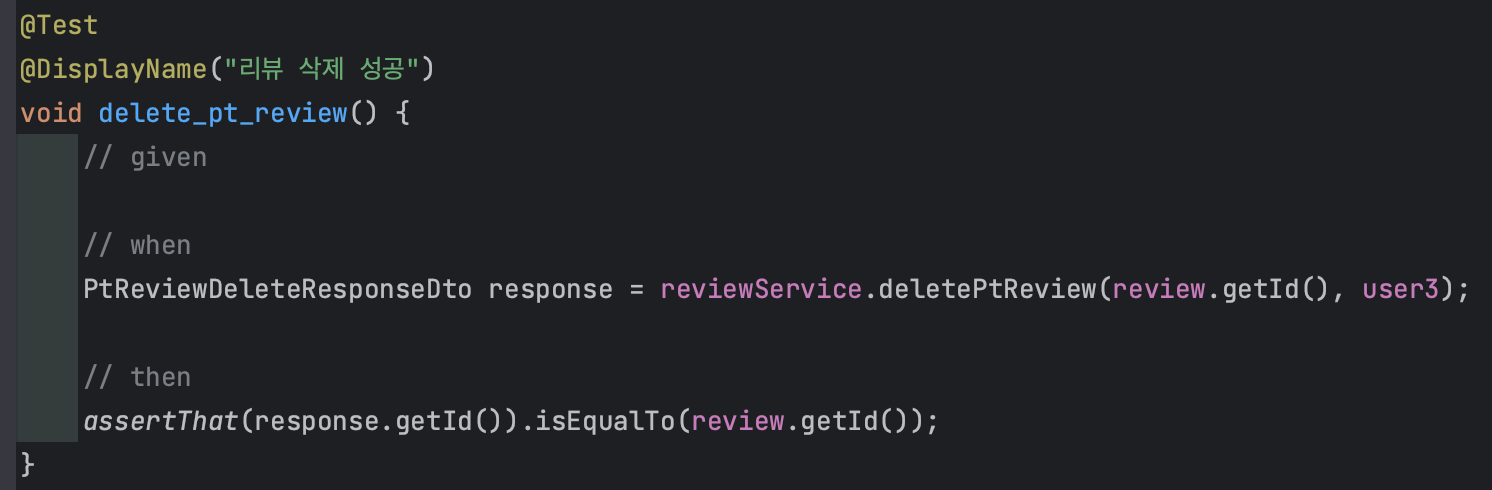 @Test
@DisplayName("리뷰 삭제 성공")
void delete_pt_review() {
// given
// when
PtReviewDeleteResponseDto response = reviewService.deletePtReview(review.getId(), user3);
// then
assertThat(response.getId()).isEqualTo(review.getId());
}